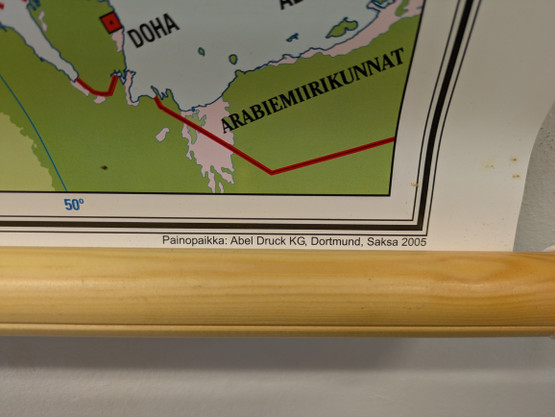 DOHA
ARABIEMIIRIKUNNAT
50°
Painopaikka: Abel Druck KG, Dortmund, Saksa 2005